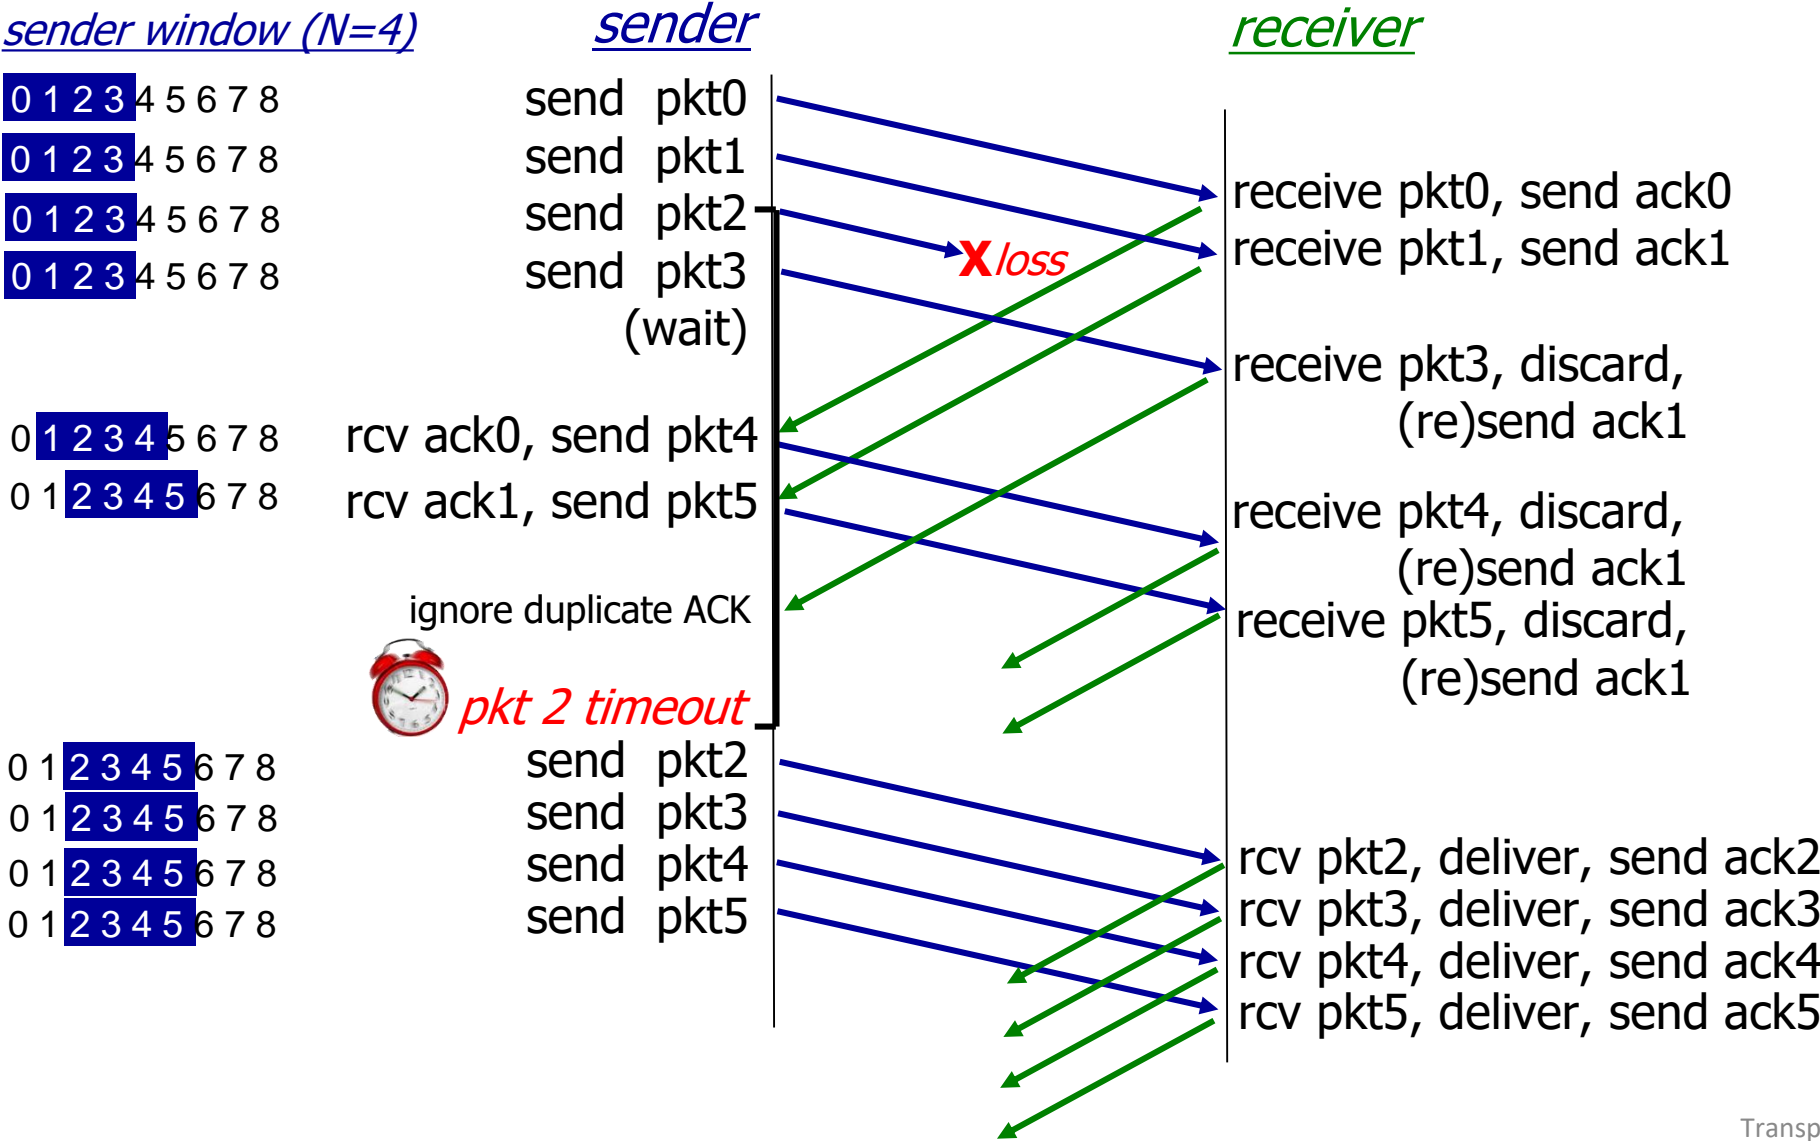 sender window (N=4) sender receiver
0 1 2 3 4 5 6 7 8 send pkt0
0 1 2 3 4 5 6 7 8 send pkt1
receive pkt0, send ack0
0 1 2 3 4 5 6 7 8 send pkt2
receive pkt1, send ack1
X loss
0 1 2 3 4 5 6 7 8 send pkt3
(wait)
receive pkt3, discard,
(re)send ack1
0 1 2 3 4 5 6 7 8 rcv ack0, send pkt4
0 1 2 3 4 5 6 7 8 rcv ack1, send pkt5
receive pkt4, discard,
(re)send ack1
ignore duplicate ACK
receive pkt5, discard,
(re)send ack1
pkt 2 timeout
0 1 2 3 4 5 6 7 8 send pkt2
0 1 2 3 4 5 6 7 8 send pkt3
0 1 2 3 4 5 6 7 8 send pkt4
0 1 2 3 4 5 6 7 8 send pkt5
rcv pkt2, deliver, send ack2
rcv pkt3, deliver, send ack3
rcv pkt4, deliver, send ack4
rcv pkt5, deliver, send ack5
Transp